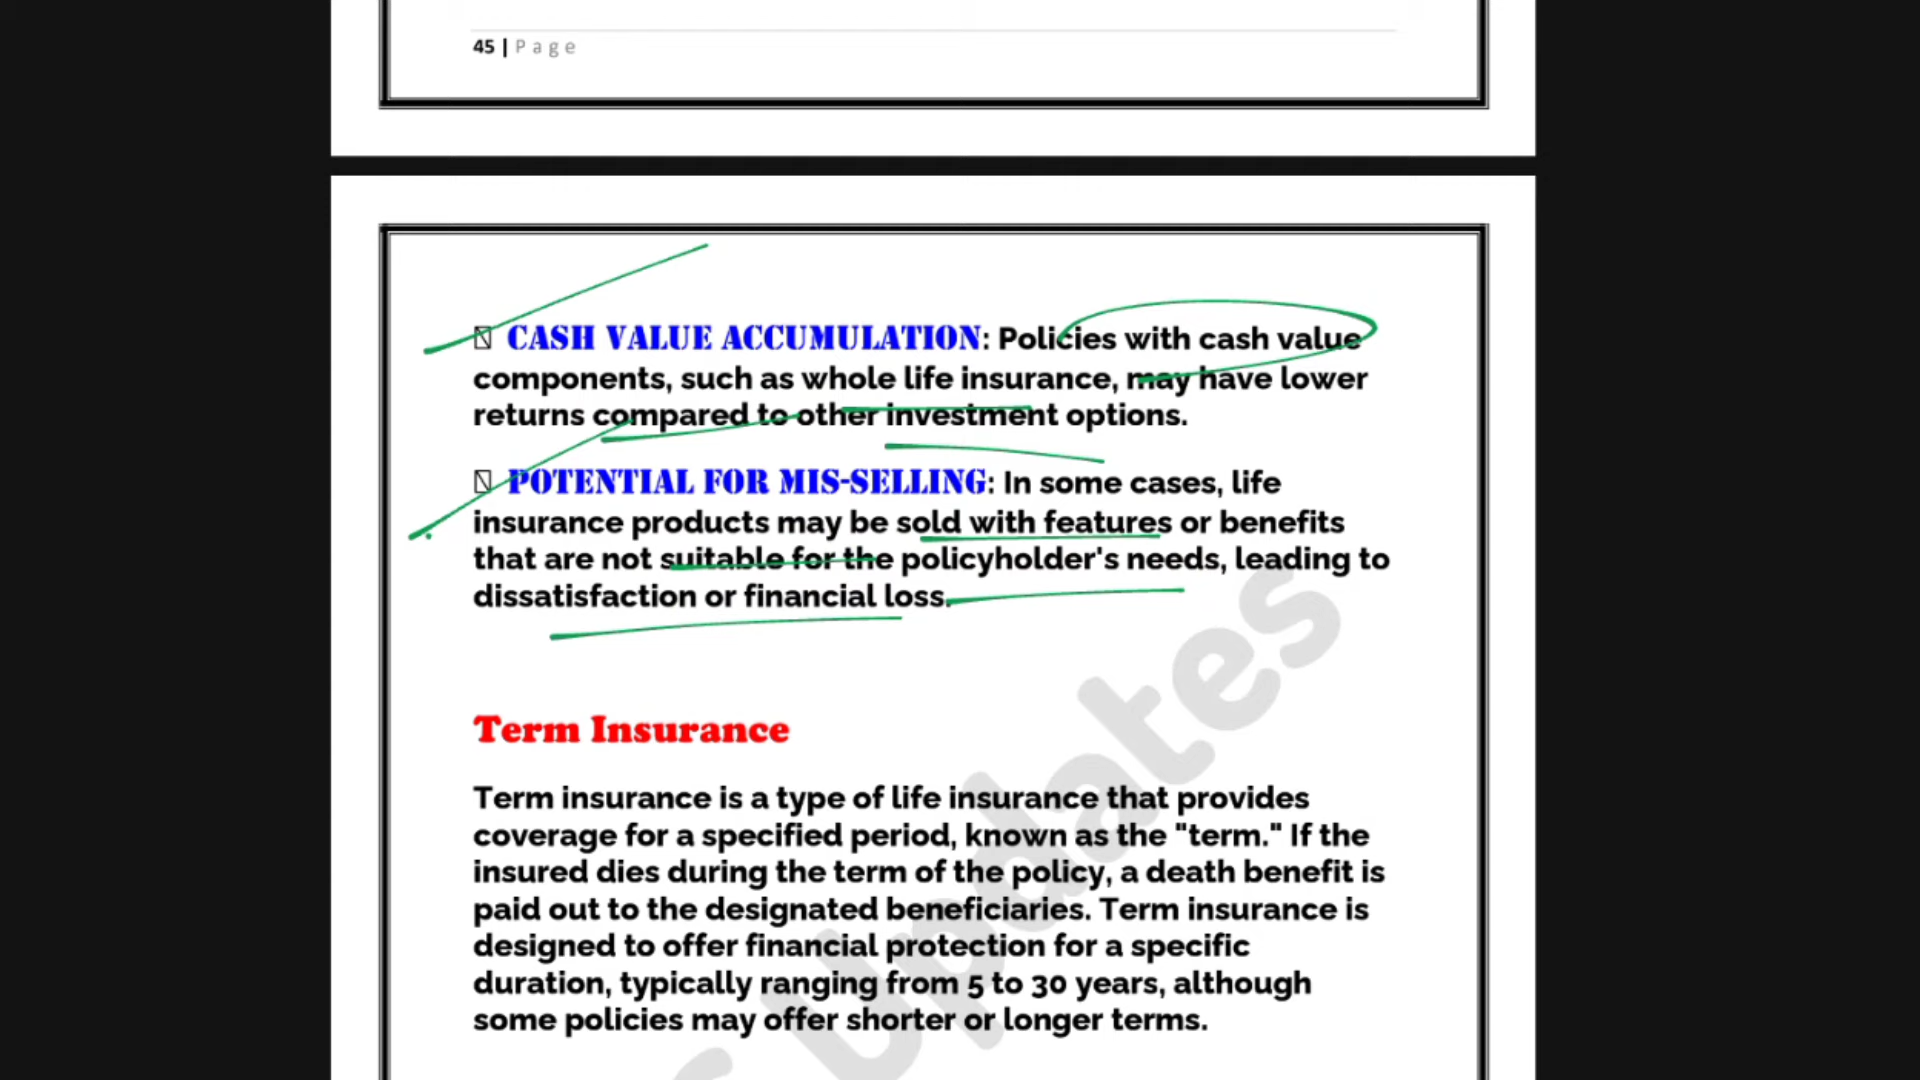 45 | Page
CASH VALUE ACCUMULATION: Policies with cash value
components, such as whole life insurance, may have lower
returns compared to other investment options.
POTENTIAL FOR MIS-SELLING: In some cases, life
insurance products may be sold with features or benefits
that are not suitable for the policyholder's needs, leading to
dissatisfaction or financial loss.
Term Insurance
Term insurance is a type of life insurance that provides
coverage for a specified period, known as the "term." If the
insured dies during the term of the policy, a death benefit is
paid out to the designated beneficiaries. Term insurance is
designed to offer financial protection for a specific
duration, typically ranging from 5 to 30 years, although
some policies may offer shorter or longer terms.
Updates